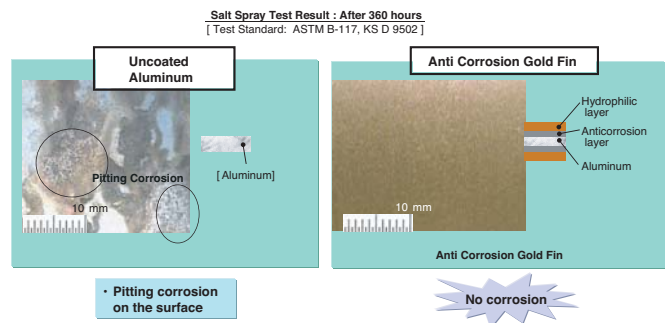 Salt Spray Test Result : After 360 hours
[ Test Standard: ASTM B-117, KS D 9502 ]
Uncoated
Aluminum
Pitting Corrosion
10 mm
[ Aluminum]
• Pitting corrosion
on the surface
Anti Corrosion Gold Fin
Hydrophilic
layer
Anticorrosion
layer
Aluminum
10 mm
Anti Corrosion Gold Fin
No corrosion